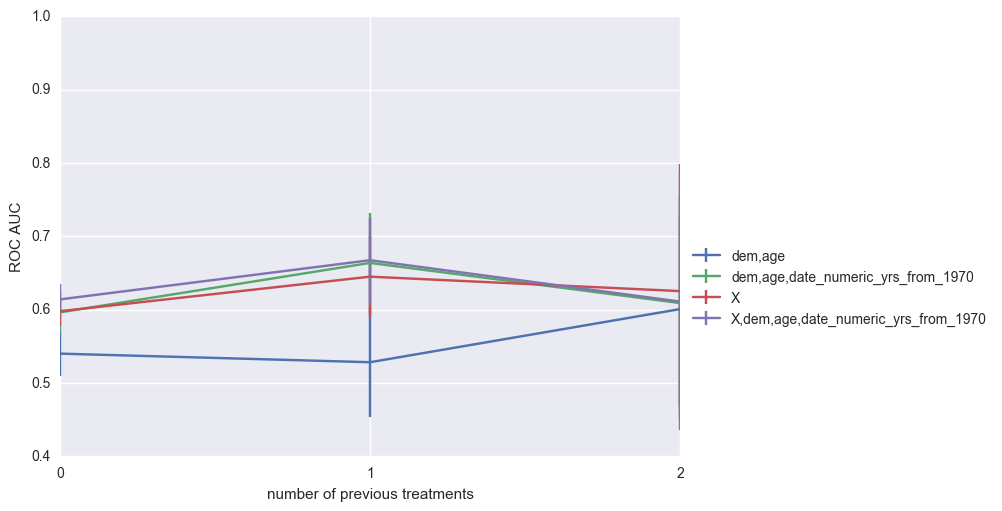 1.0
0.9
0.8
0.7
0.6
0.5
0.4
ROC AUC
0
1
2
number of previous treatments
dem,age
dem,age,date_numeric_yrs_from_1970
X
X,dem,age,date_numeric_yrs_from_1970